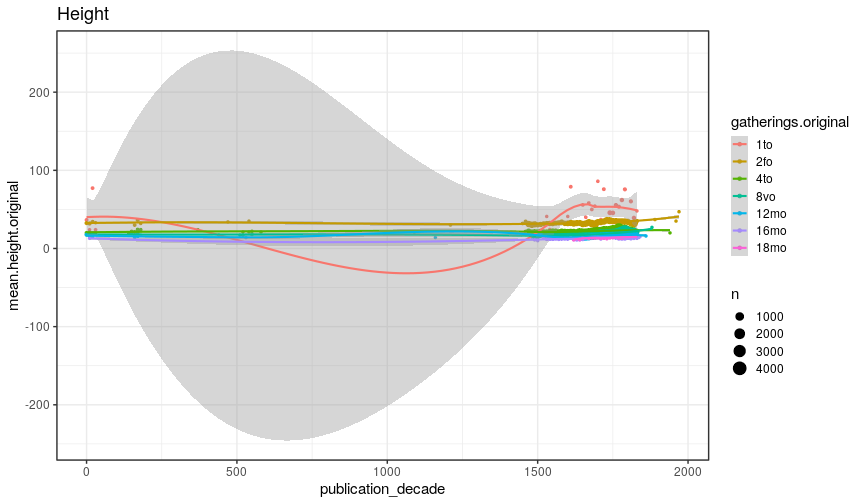 Height
mean.height.original
200
100
0
-100
-200
0
500
1000
1500
2000
publication_decade
gatherings.original
1to
2fo
4to
8vo
12mo
16mo
18mo
n
1000
2000
3000
4000